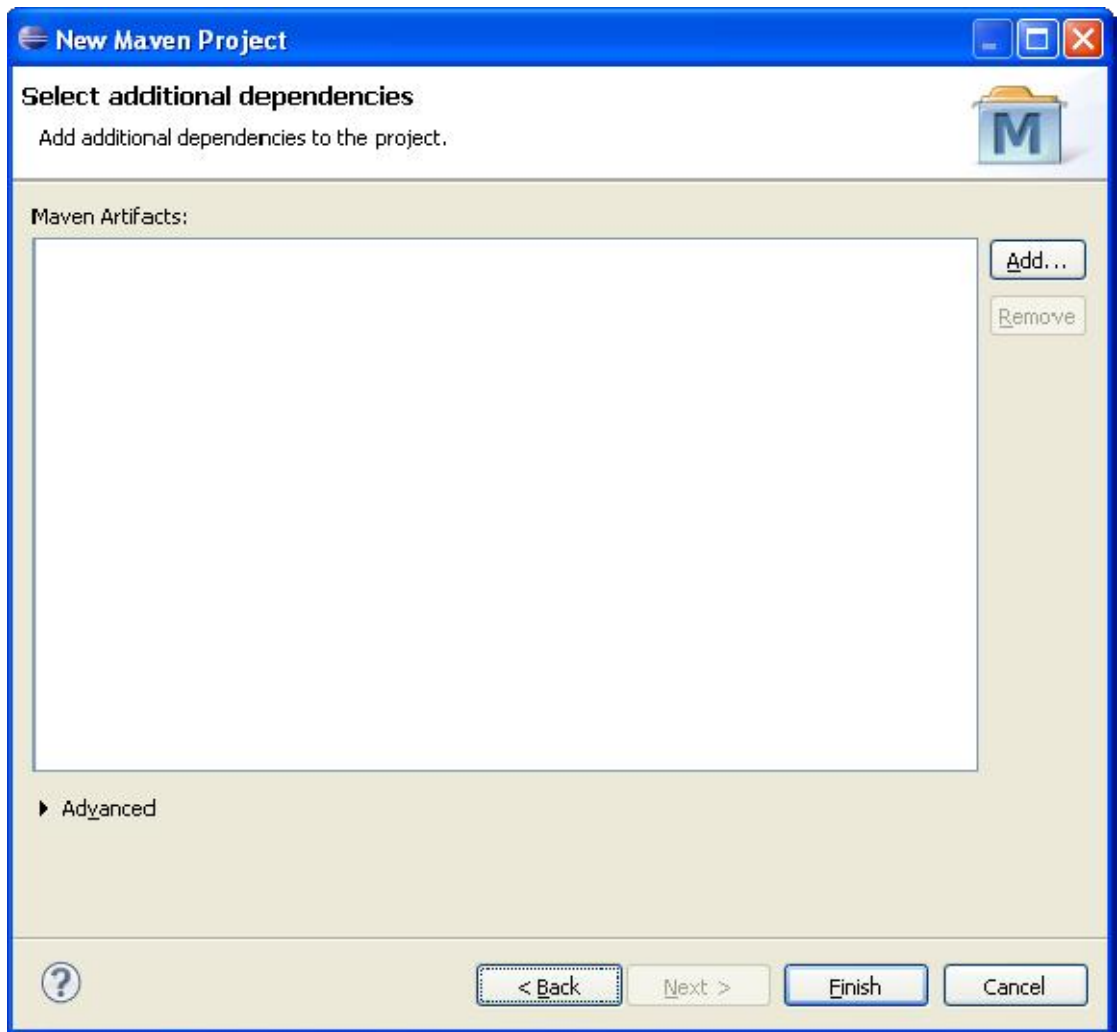 New Maven Project
Select additional dependencies
Add additional dependencies to the project.
M
Maven Artifacts:
Add...
Remove
Advanced
?
< Back Next > Finish Cancel